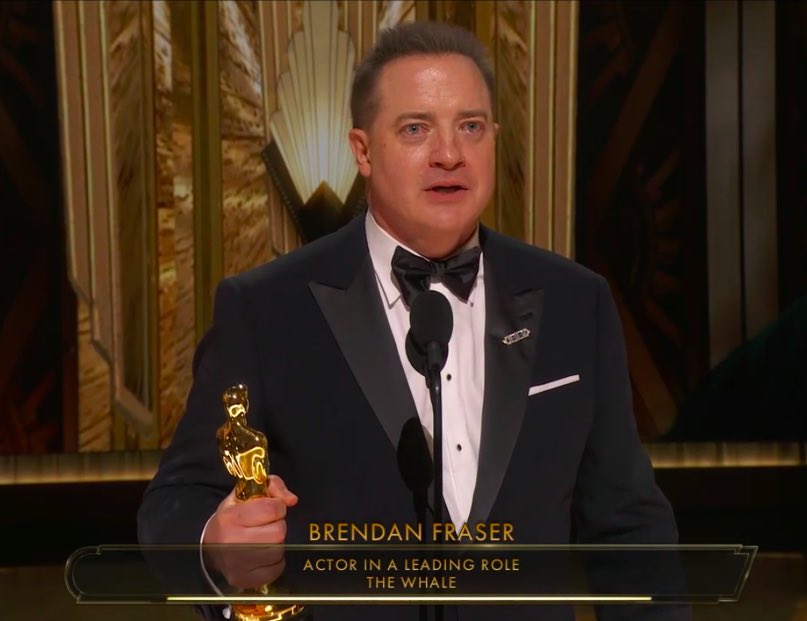 BRENDAN FRASER
ACTOR IN A LEADING ROLE
THE WHALE